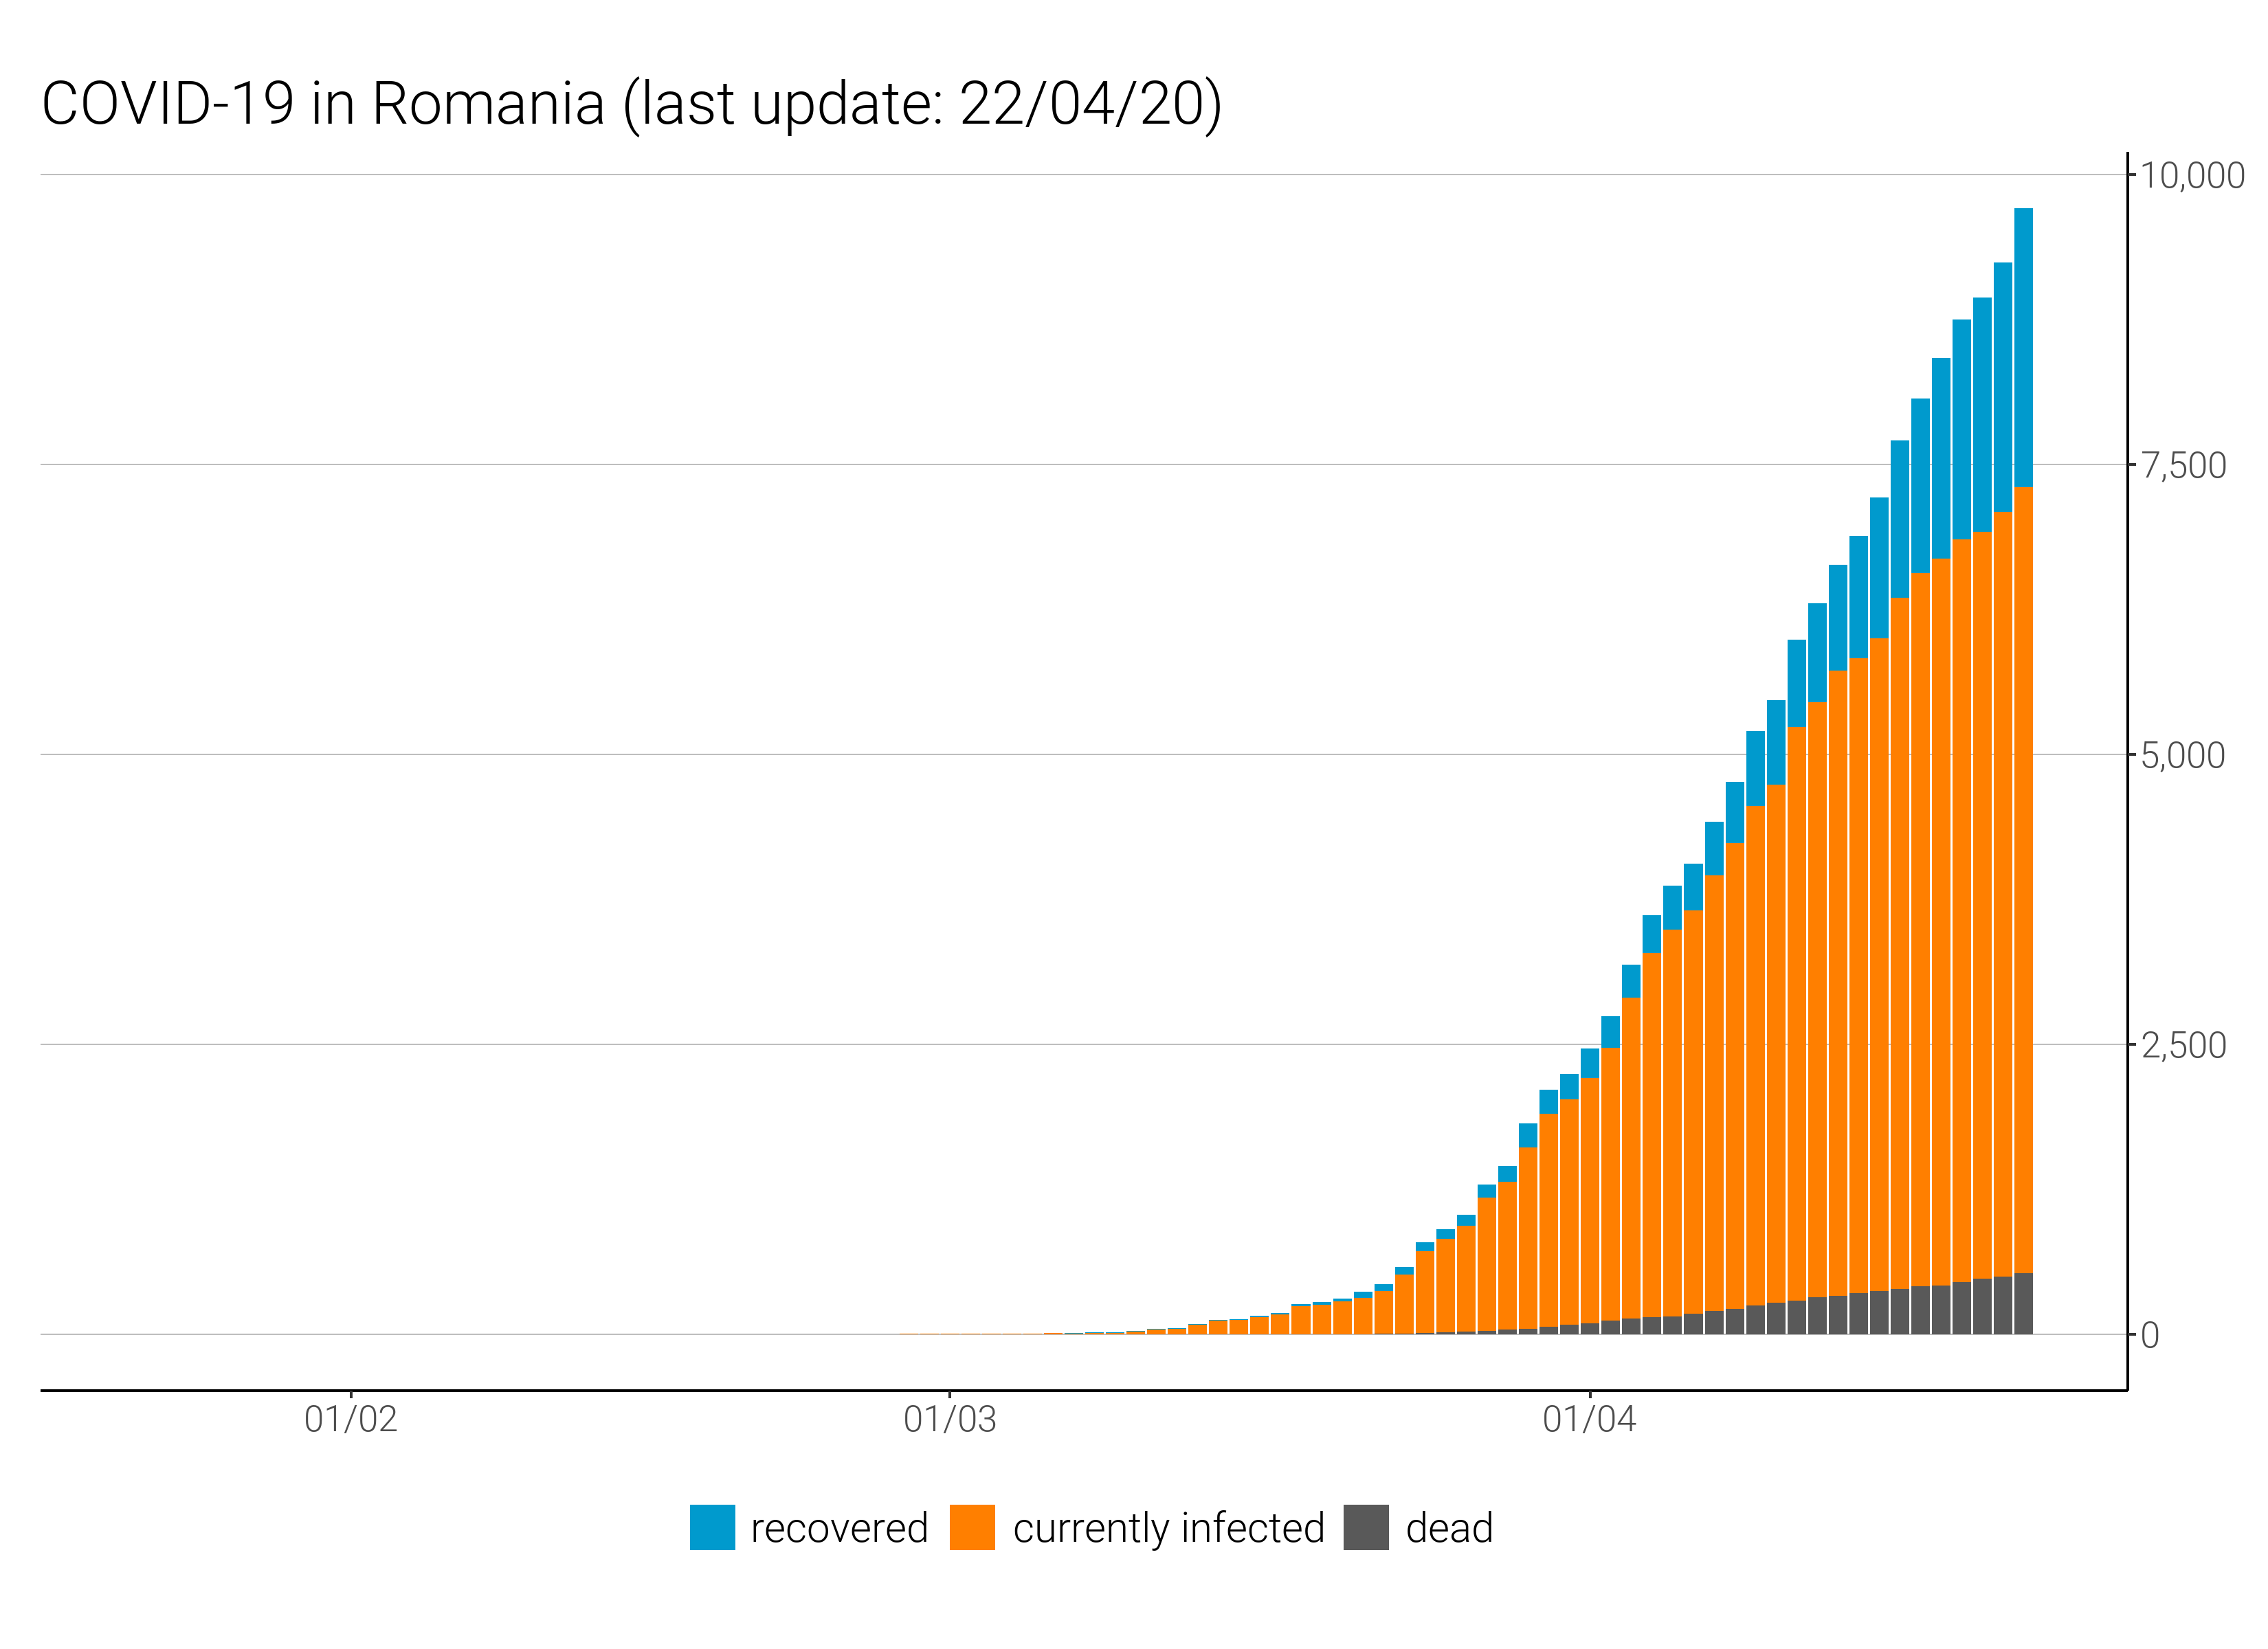 COVID-19 in Romania (last update: 22/04/20)
10,000
7,500
5,000
2,500
0
01/02 01/03 01/04
recovered currently infected dead